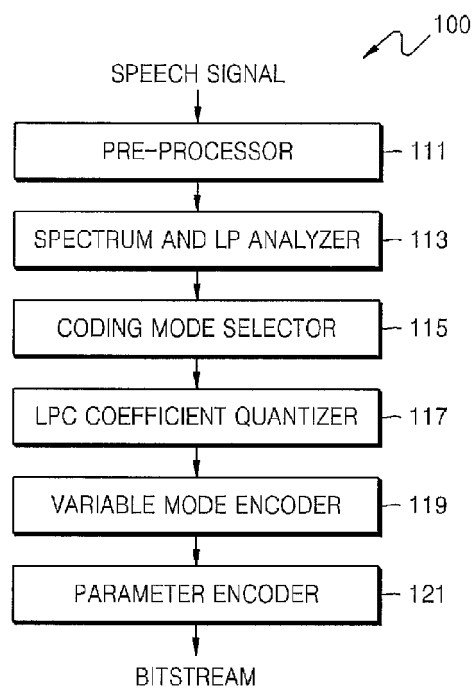 100
SPEECH SIGNAL
PRE-PROCESSOR 111
SPECTRUM AND LP ANALYZER 113
CODING MODE SELECTOR 115
LPC COEFFICIENT QUANTIZER 117
VARIABLE MODE ENCODER 119
PARAMETER ENCODER 121
BITSTREAM